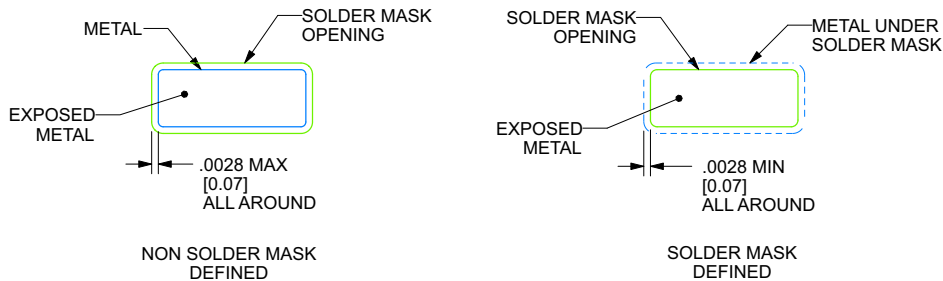 METAL
SOLDER MASK
OPENING
EXPOSED
METAL
.0028 MAX
[0.07]
ALL AROUND
NON SOLDER MASK
DEFINED
SOLDER MASK
OPENING
METAL UNDER
SOLDER MASK
EXPOSED
METAL
.0028 MIN
[0.07]
ALL AROUND
SOLDER MASK
DEFINED